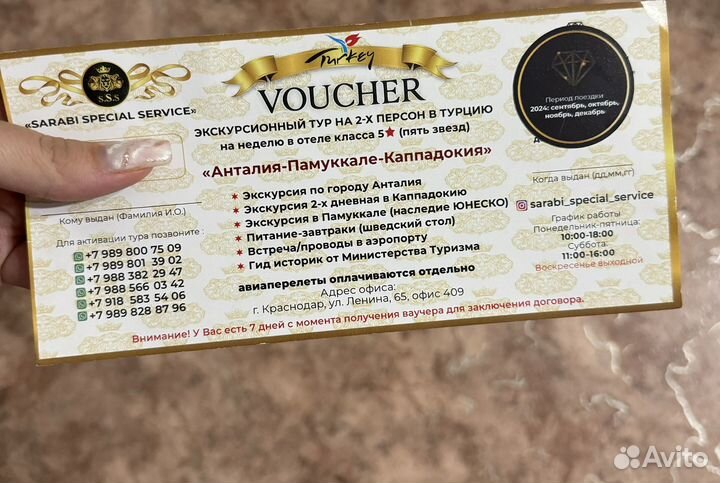 S.S.s
«SARABI SPECIAL SERVICE»
Turkey
VOUCHER
ЭКСКУРСИОННЫЙ ТУР НА 2-Х ПЕРСОН В ТУРЦИЮ
на неделю в отеле класса 5★ (пять звезд)
«Анталия-Памуккале-Каппадокия»
★ Экскурсия по городу Анталия
★ Экскурсия 2-х дневная в Каппадокию
★ Экскурсия в Памуккале (наследие ЮНЕСКО)
★ Питание-завтраки (шведский стол)
★ Встреча/проводы в аэропорту
★ Гид историк от Министерства Туризма
авиаперелеты оплачиваются отдельно
Адрес офиса:
г. Краснодар, ул. Ленина, 65, офис 409
Внимание! У Вас есть 7 дней с момента получения ваучера для заключения договора.
Кому выдан (Фамилия И.О.)
Для активации тура позвоните :
+7 989 800 75 09
+7 989 801 39 02
+7 988 382 29 47
+7 988 566 03 42
+7 918 583 54 06
+7 989 828 87 96
Период поездки
2024: сентябрь, октябрь,
ноябрь, декабрь
Когда выдан (дд,мм,гг)
sarabi_special_service
График работы
Понедельник-пятница:
10:00-18:00
Суббота:
11:00-16:00
Воскресенье выходной
Avito